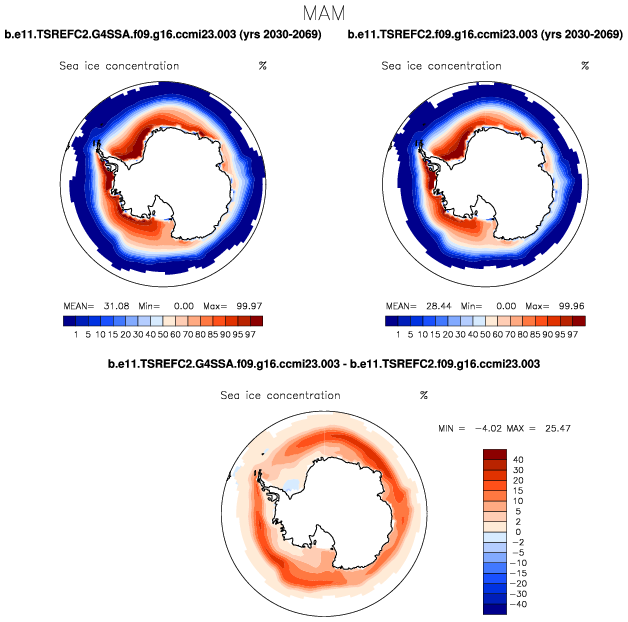 MAM
b.e11.TSREFC2.G4SSA.f09.g16.ccmi23.003 (yrs 2030-2069)
b.e11.TSREFC2.f09.g16.ccmi23.003 (yrs 2030-2069)
Sea ice concentration %
Sea ice concentration %
MEAN= 31.08 Min= 0.00 Max= 99.97
MEAN= 28.44 Min= 0.00 Max= 99.96
1 5 10 15 20 30 40 50 60 70 80 85 90 95 97
1 5 10 15 20 30 40 50 60 70 80 85 90 95 97
b.e11.TSREFC2.G4SSA.f09.g16.ccmi23.003 - b.e11.TSREFC2.f09.g16.ccmi23.003
Sea ice concentration %
MIN = -4.02 MAX = 25.47
40
30
20
15
10
5
2
0
-2
-5
-10
-15
-20
-30
-40